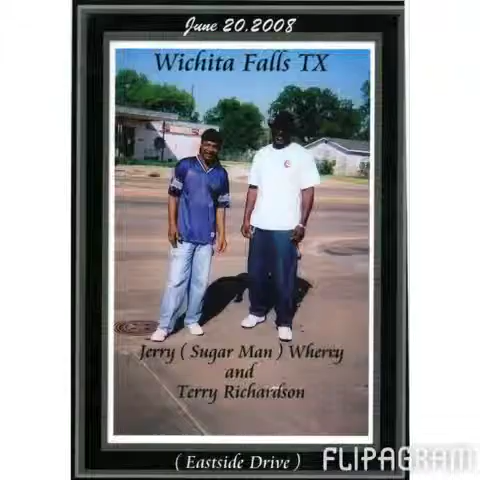 June 20.2008
Wichita Falls TX
Jerry ( Sugar Man ) Wherry
and
Terry Richardson
( Eastside Drive )
FLIPAGRAM